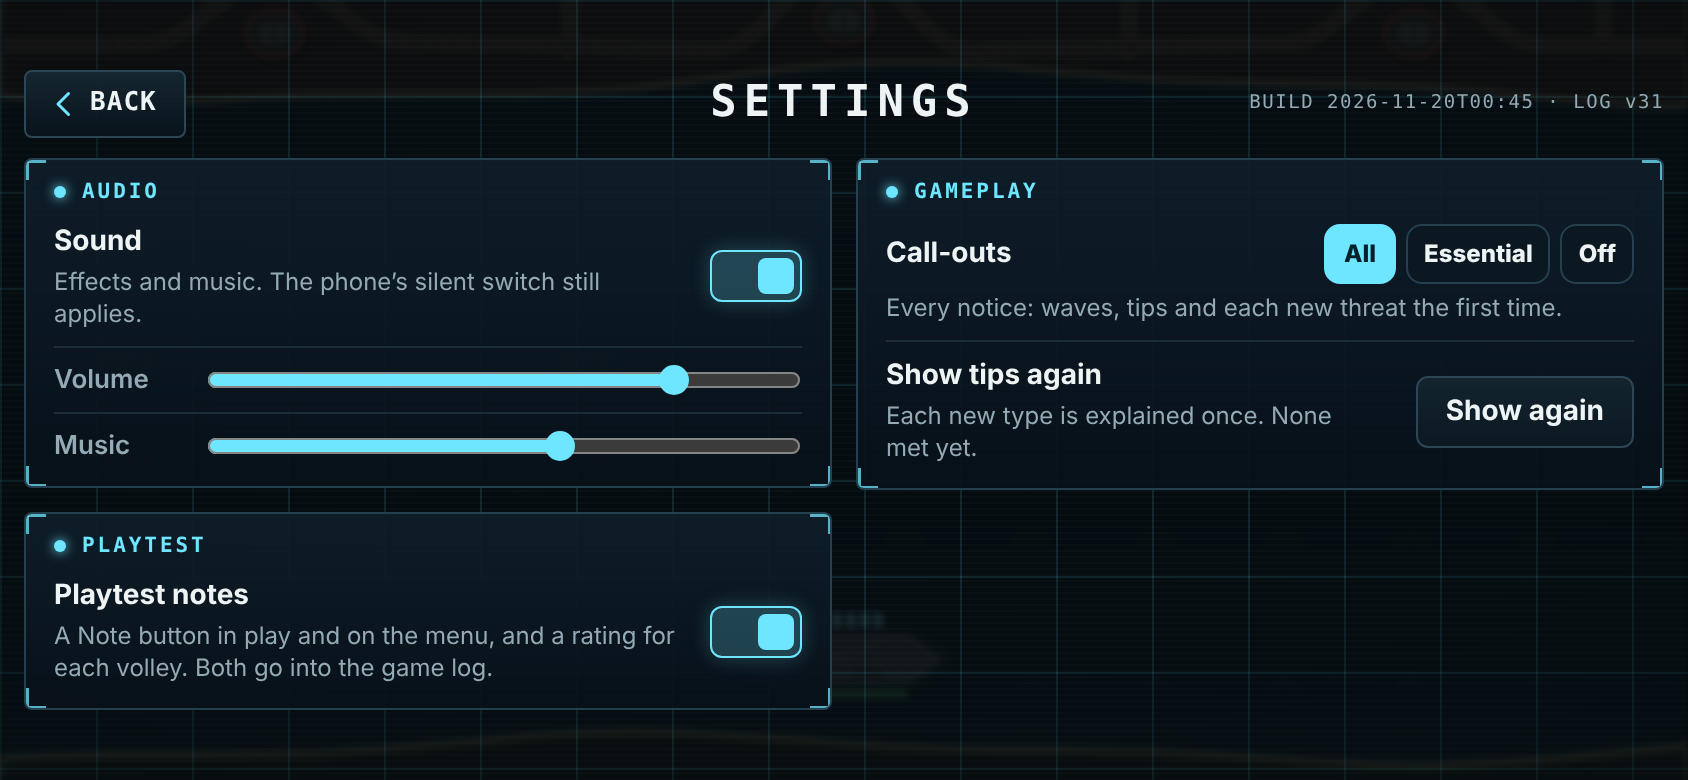 BACK
SETTINGS
BUILD 2026-11-20T00:45 · LOG v31
AUDIO
Sound
Effects and music. The phone’s silent switch still
applies.
Volume
Music
GAMEPLAY
Call-outs
All
Essential
Off
Every notice: waves, tips and each new threat the first time.
Show tips again
Each new type is explained once. None
met yet.
Show again
PLAYTEST
Playtest notes
A Note button in play and on the menu, and a rating for
each volley. Both go into the game log.